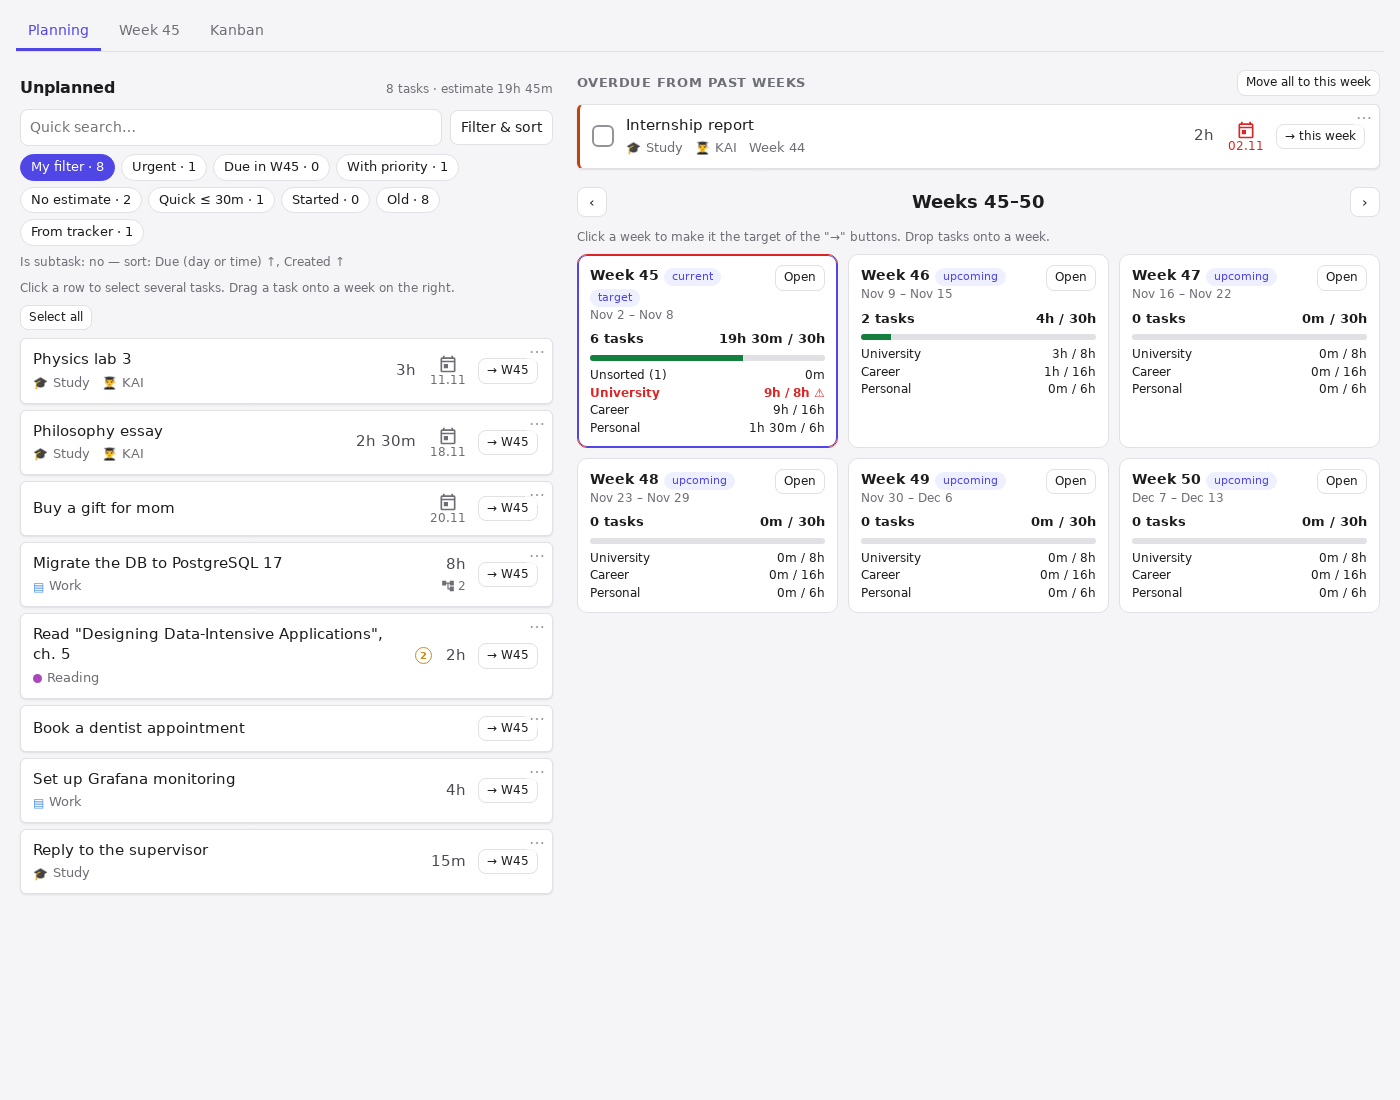 Planning Week 45 Kanban
Unplanned
8 tasks · estimate 19h 45m
Quick search...
Filter & sort
My filter · 8
Urgent · 1
Due in W45 · 0
With priority · 1
No estimate · 2
Quick ≤ 30m · 1
Started · 0
Old · 8
From tracker · 1
Is subtask: no — sort: Due (day or time) ↑, Created ↑
Click a row to select several tasks. Drag a task onto a week on the right.
Select all
Physics lab 3
Study KAI
3h
11.11
→ W45
Philosophy essay
Study KAI
2h 30m
18.11
→ W45
Buy a gift for mom
20.11
→ W45
Migrate the DB to PostgreSQL 17
Work
8h
2
→ W45
Read "Designing Data-Intensive Applications",
ch. 5
Reading
2
2h
→ W45
Book a dentist appointment
→ W45
Set up Grafana monitoring
Work
4h
→ W45
Reply to the supervisor
Study
15m
→ W45
OVERDUE FROM PAST WEEKS
Move all to this week
Internship report
Study KAI Week 44
2h
02.11
→ this week
‹
Weeks 45–50
›
Click a week to make it the target of the "→" buttons. Drop tasks onto a week.
Week 45 current
target
Open
Nov 2 – Nov 8
6 tasks 19h 30m / 30h
Unsorted (1) 0m
University 9h / 8h ⚠
Career 9h / 16h
Personal 1h 30m / 6h
Week 46 upcoming
Open
Nov 9 – Nov 15
2 tasks 4h / 30h
University 3h / 8h
Career 1h / 16h
Personal 0m / 6h
Week 47 upcoming
Open
Nov 16 – Nov 22
0 tasks 0m / 30h
University 0m / 8h
Career 0m / 16h
Personal 0m / 6h
Week 48 upcoming
Open
Nov 23 – Nov 29
0 tasks 0m / 30h
University 0m / 8h
Career 0m / 16h
Personal 0m / 6h
Week 49 upcoming
Open
Nov 30 – Dec 6
0 tasks 0m / 30h
University 0m / 8h
Career 0m / 16h
Personal 0m / 6h
Week 50 upcoming
Open
Dec 7 – Dec 13
0 tasks 0m / 30h
University 0m / 8h
Career 0m / 16h
Personal 0m / 6h